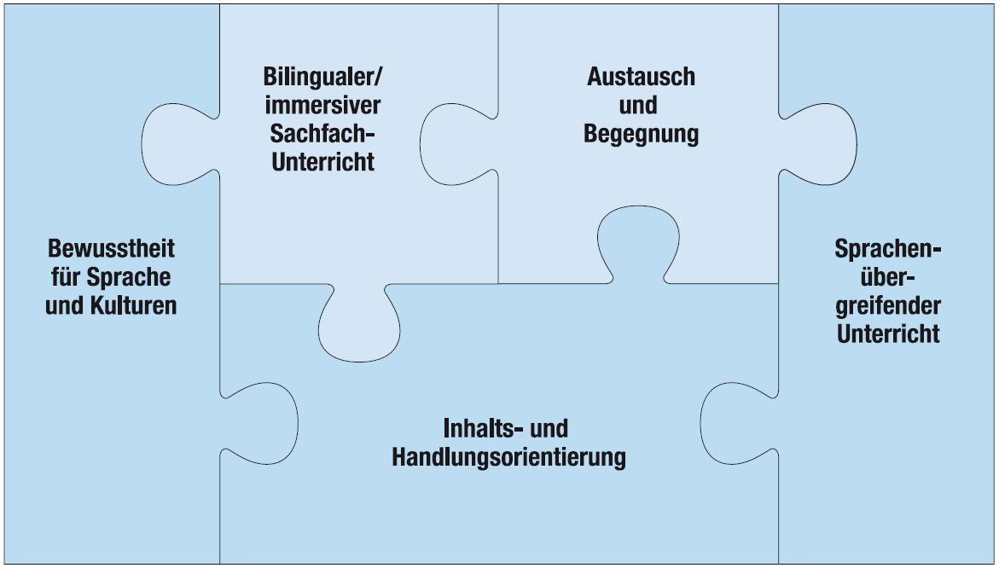 Bilingualer/
immersiver
Sachfach-
Unterricht
Austausch
und
Begegnung
Bewusstheit
für Sprache
und Kulturen
Sprachen-
über-
greifender
Unterricht
Inhalts- und
Handlungsorientierung